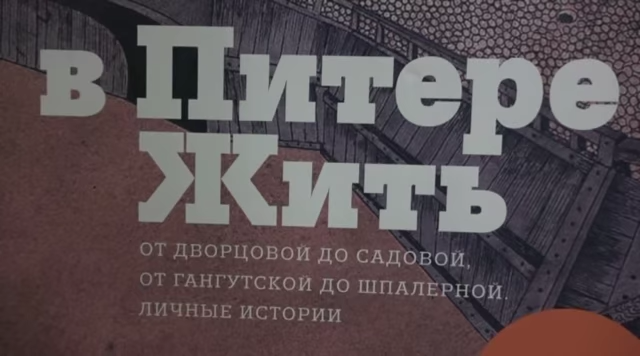 в Питере
Жить
ОТ ДВОРЦОВОЙ ДО САДОВОЙ,
ОТ ГАНГУТСКОЙ ДО ШПАЛЕРНОЙ.
ЛИЧНЫЕ ИСТОРИИ